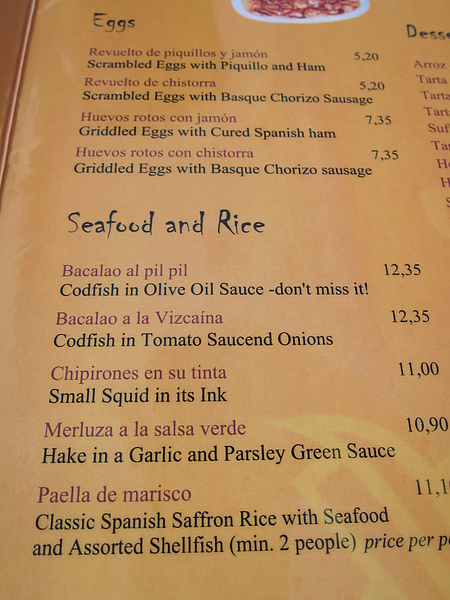 Eggs
Revuelto de piquillos y jamón 5,20
Scrambled Eggs with Piquillo and Ham
Revuelto de chistorra 5,20
Scrambled Eggs with Basque Chorizo Sausage
Huevos rotos con jamón 7,35
Griddled Eggs with Cured Spanish ham
Huevos rotos con chistorra 7,35
Griddled Eggs with Basque Chorizo sausage
Seafood and Rice
Bacalao al pil pil 12,35
Codfish in Olive Oil Sauce -don't miss it!
Bacalao a la Vizcaína 12,35
Codfish in Tomato Saucend Onions
Chipirones en su tinta 11,00
Small Squid in its Ink
Merluza a la salsa verde 10,90
Hake in a Garlic and Parsley Green Sauce
Paella de marisco 11,1
Classic Spanish Saffron Rice with Seafood
and Assorted Shellfish (min. 2 people) price per
Arroz
Tarta
Tarta
Tarta